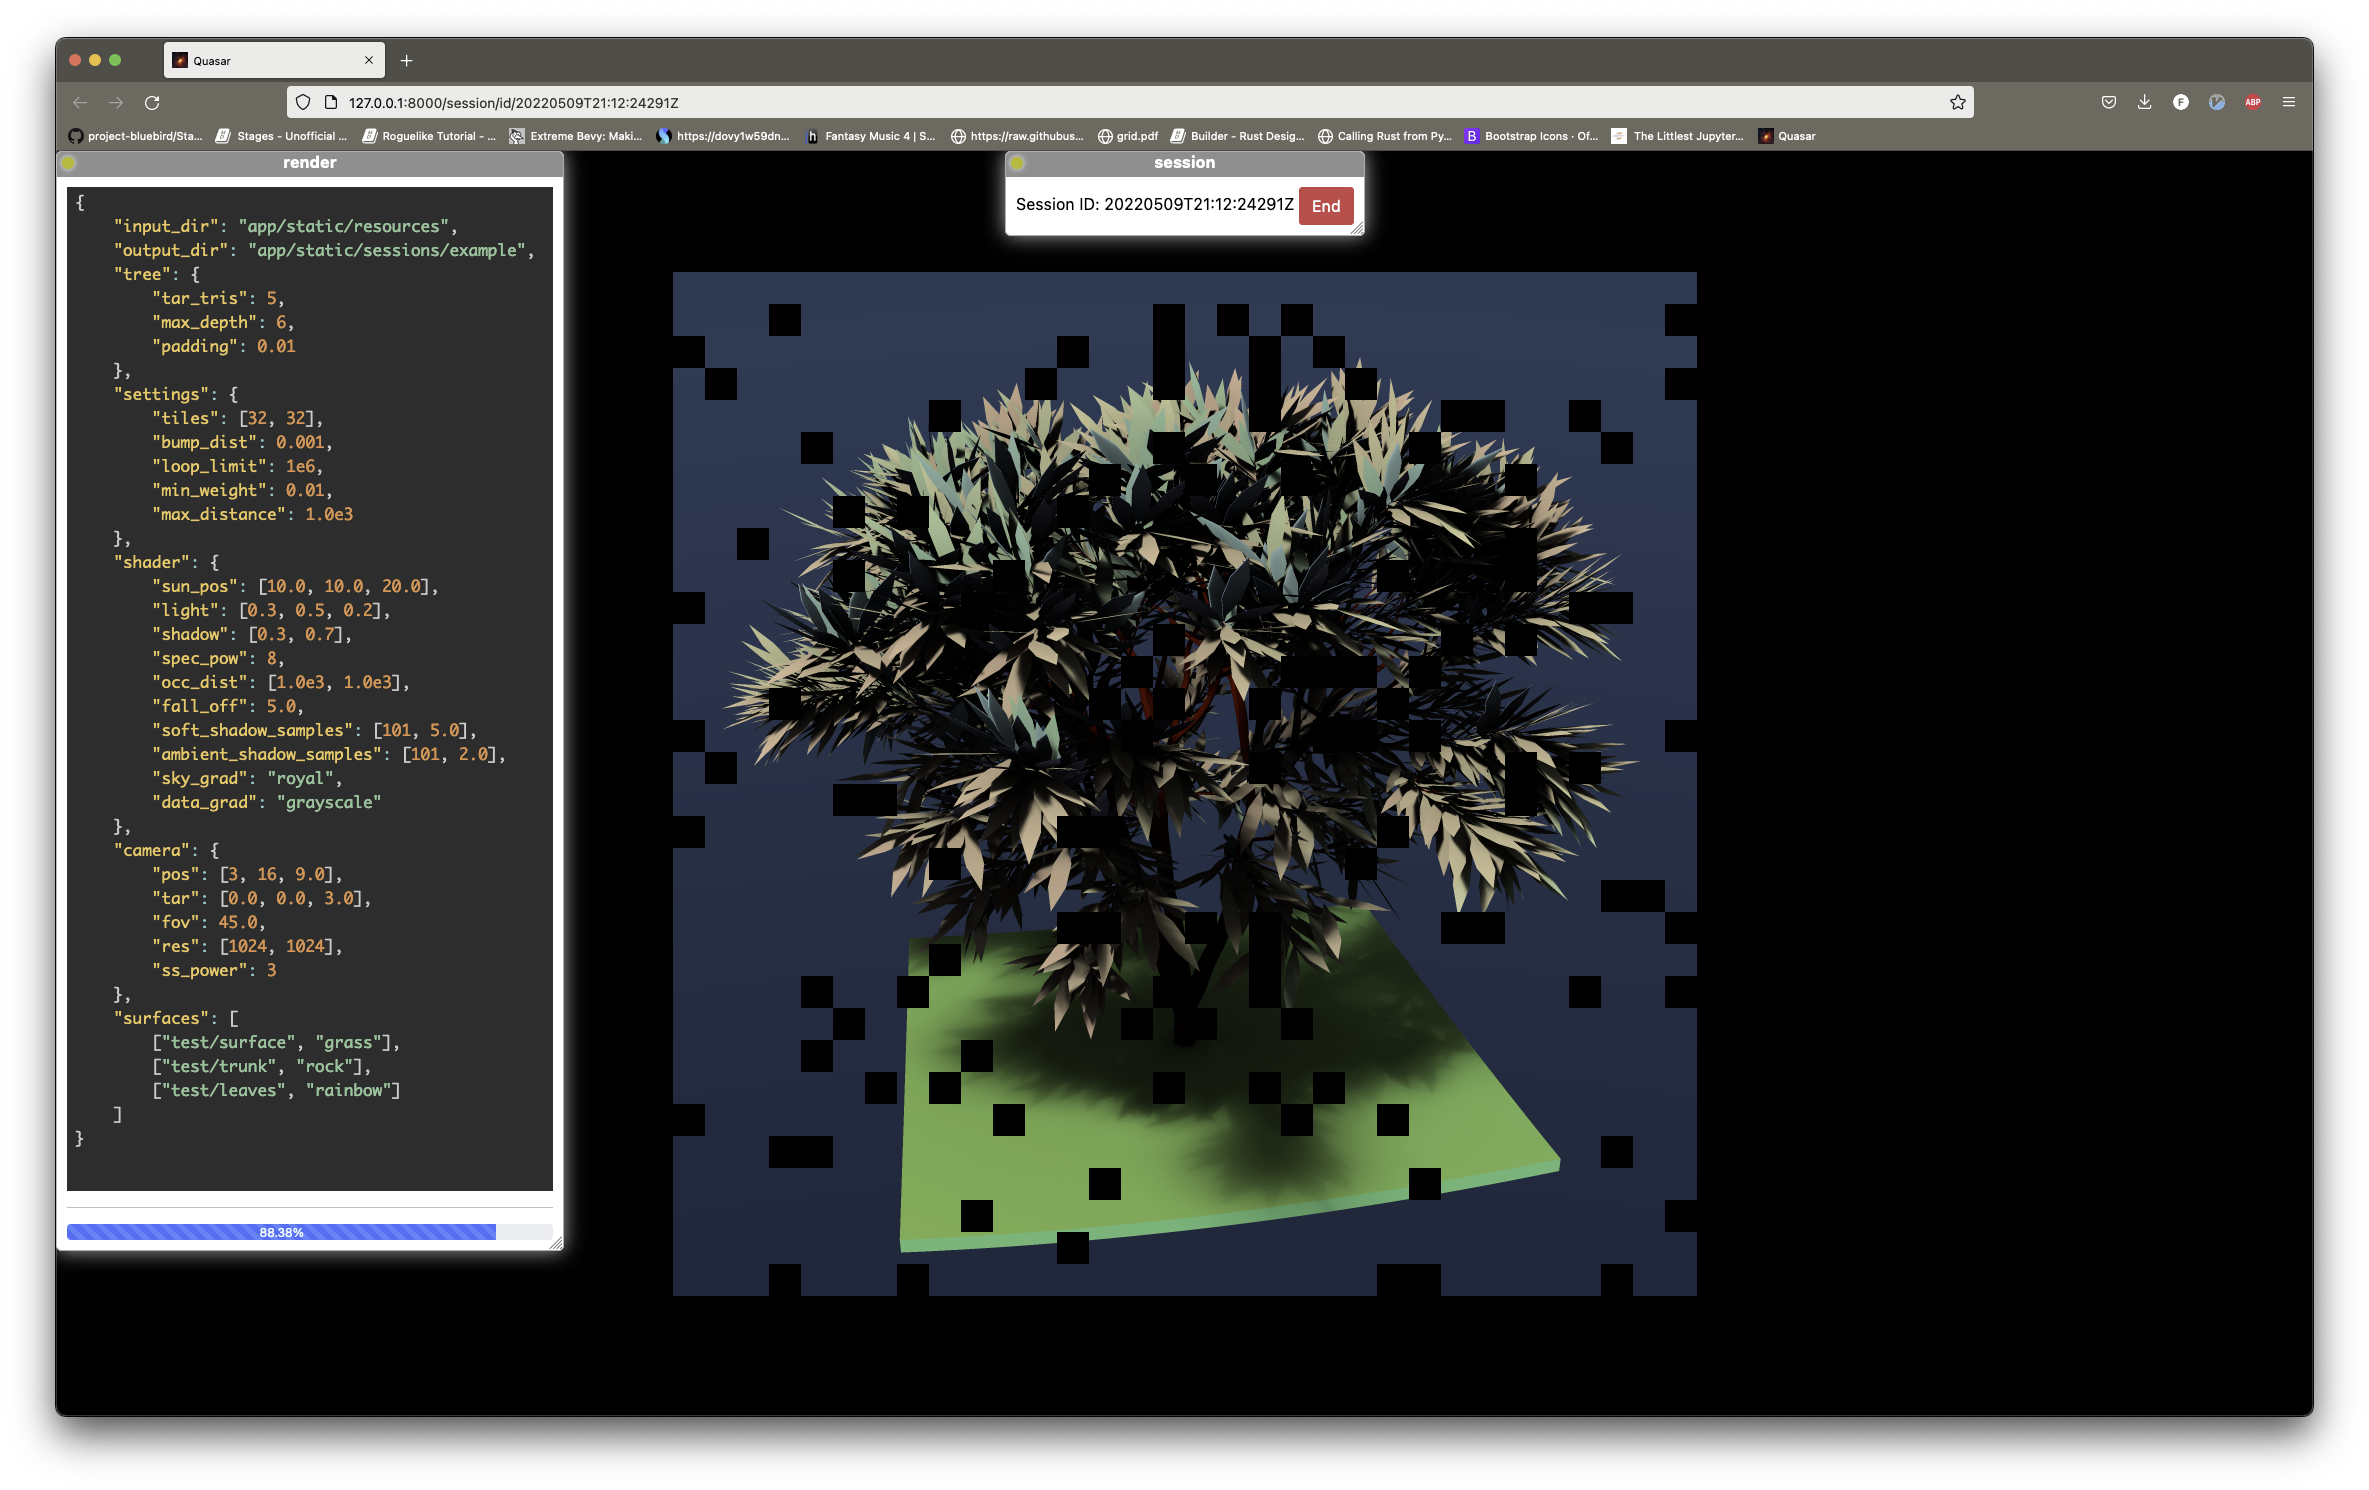 Quasar
127.0.0.1:8000/session/id/20220509T21:12:24291Z
F
ABP
project-bluebird/Sta...
Stages - Unofficial ...
Roguelike Tutorial - ...
Extreme Bevy: Maki...
https://dovy1w59dn...
h
Fantasy Music 4 | S...
https://raw.githubus...
grid.pdf
Builder - Rust Desig...
Calling Rust from Py...
B
Bootstrap Icons · Of...
The Littlest Jupyter...
Quasar
render
{
    "input_dir": "app/static/resources",
    "output_dir": "app/static/sessions/example",
    "tree": {
        "tar_tris": 5,
        "max_depth": 6,
        "padding": 0.01
    },
    "settings": {
        "tiles": [32, 32],
        "bump_dist": 0.001,
        "loop_limit": 1e6,
        "min_weight": 0.01,
        "max_distance": 1.0e3
    },
    "shader": {
        "sun_pos": [10.0, 10.0, 20.0],
        "light": [0.3, 0.5, 0.2],
        "shadow": [0.3, 0.7],
        "spec_pow": 8,
        "occ_dist": [1.0e3, 1.0e3],
        "fall_off": 5.0,
        "soft_shadow_samples": [101, 5.0],
        "ambient_shadow_samples": [101, 2.0],
        "sky_grad": "royal",
        "data_grad": "grayscale"
    },
    "camera": {
        "pos": [3, 16, 9.0],
        "tar": [0.0, 0.0, 3.0],
        "fov": 45.0,
        "res": [1024, 1024],
        "ss_power": 3
    },
    "surfaces": [
        ["test/surface", "grass"],
        ["test/trunk", "rock"],
        ["test/leaves", "rainbow"]
    ]
}
88.38%
session
Session ID: 20220509T21:12:24291Z
End